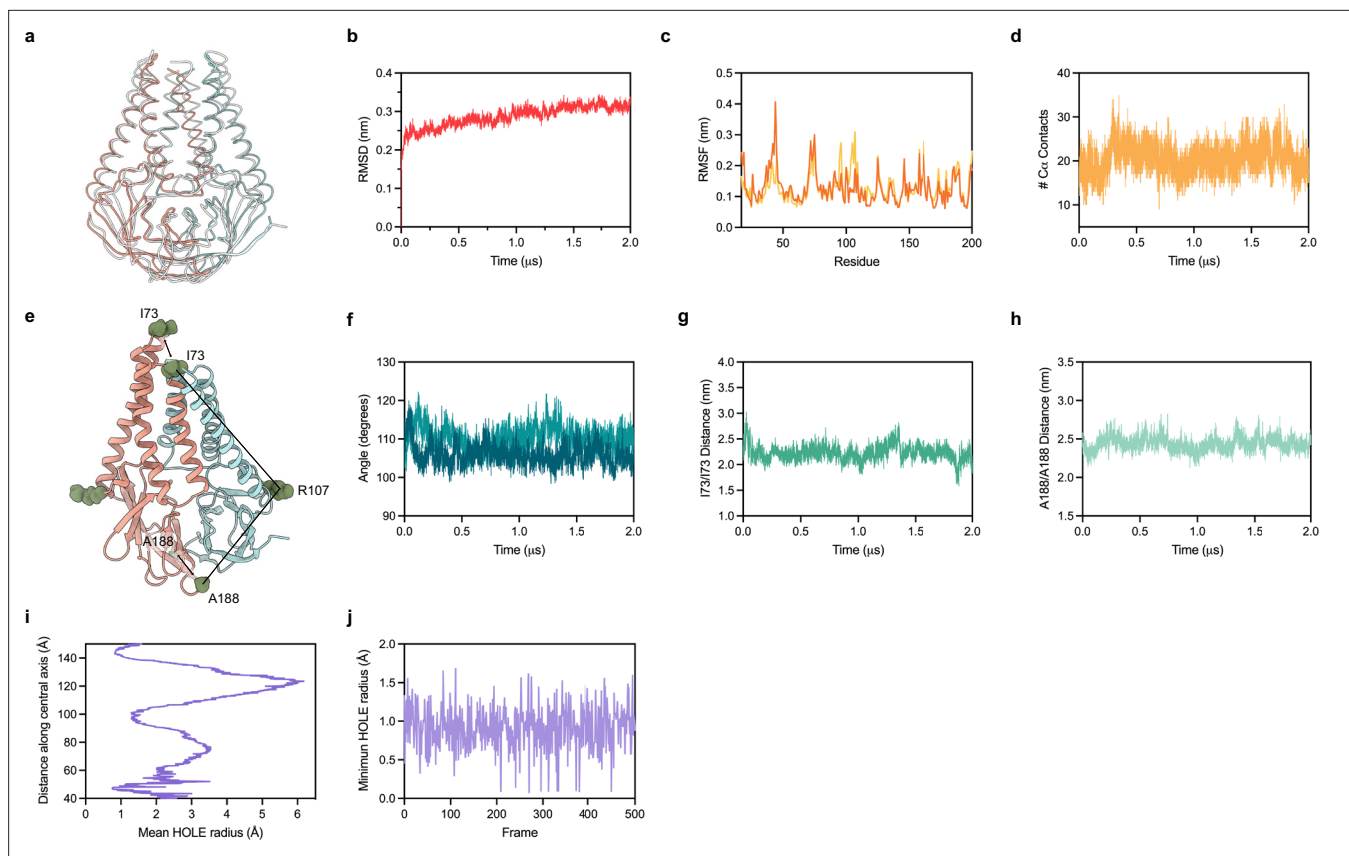 a
b
c
d
0.4
0.3
0.2
0.1
0.0
RMSD (nm)
0.0 0.5 1.0 1.5 2.0
Time (μs)
0.5
0.4
0.3
0.2
0.1
0.0
RMSF (nm)
50 100 150 200
Residue
40
30
20
10
# Cα Contacts
0.0 0.5 1.0 1.5 2.0
Time (μs)
e
f
g
h
I73
I73
R107
A188
A188
130
120
110
100
90
Angle (degrees)
0.0 0.5 1.0 1.5 2.0
Time (μs)
4.0
3.5
3.0
2.5
2.0
1.5
1.0
I73/I73 Distance (nm)
0.0 0.5 1.0 1.5 2.0
Time (μs)
3.5
3.0
2.5
2.0
1.5
A188/A188 Distance (nm)
0.0 0.5 1.0 1.5 2.0
Time (μs)
i
j
140
120
100
80
60
40
Distance along central axis (Å)
0 1 2 3 4 5 6
Mean HOLE radius (Å)
2.0
1.5
1.0
0.5
0.0
Minimun HOLE radius (Å)
0 100 200 300 400 500
Frame